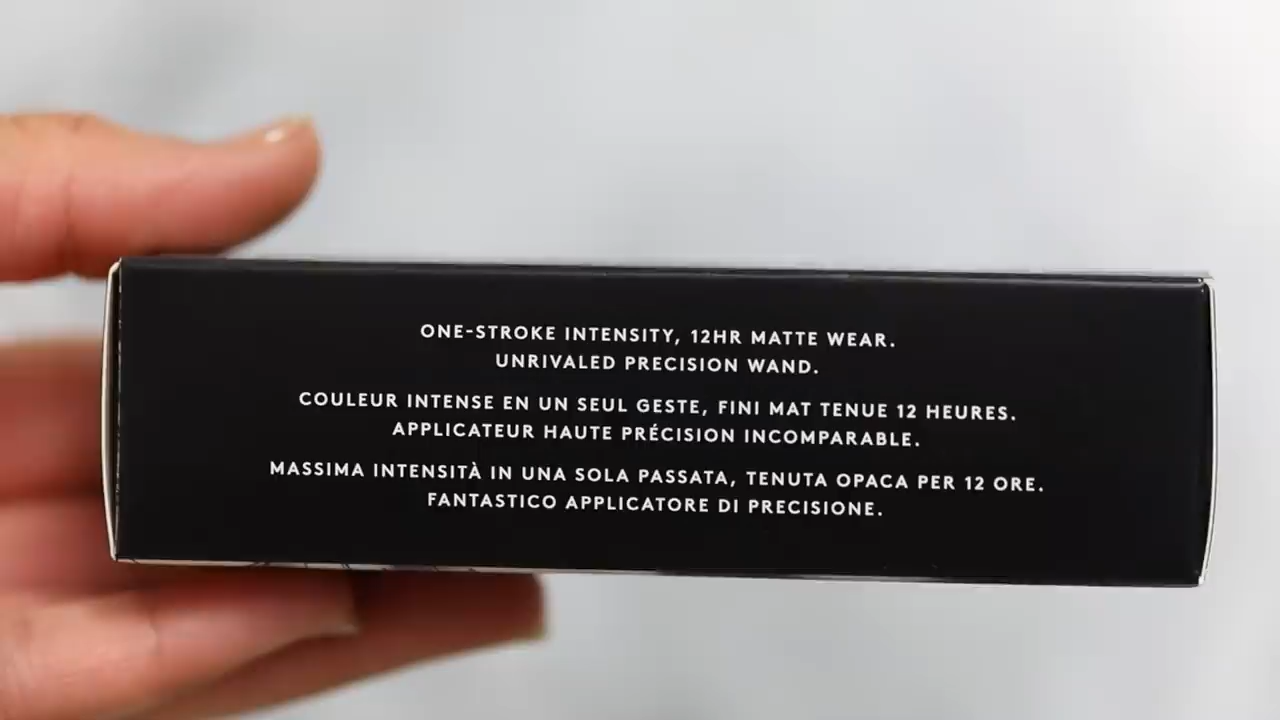 ONE-STROKE INTENSITY, 12HR MATTE WEAR.
UNRIVALED PRECISION WAND.
COULEUR INTENSE EN UN SEUL GESTE, FINI MAT TENUE 12 HEURES.
APPLICATEUR HAUTE PRÉCISION INCOMPARABLE.
MASSIMA INTENSITÀ IN UNA SOLA PASSATA, TENUTA OPACA PER 12 ORE.
FANTASTICO APPLICATORE DI PRECISIONE.